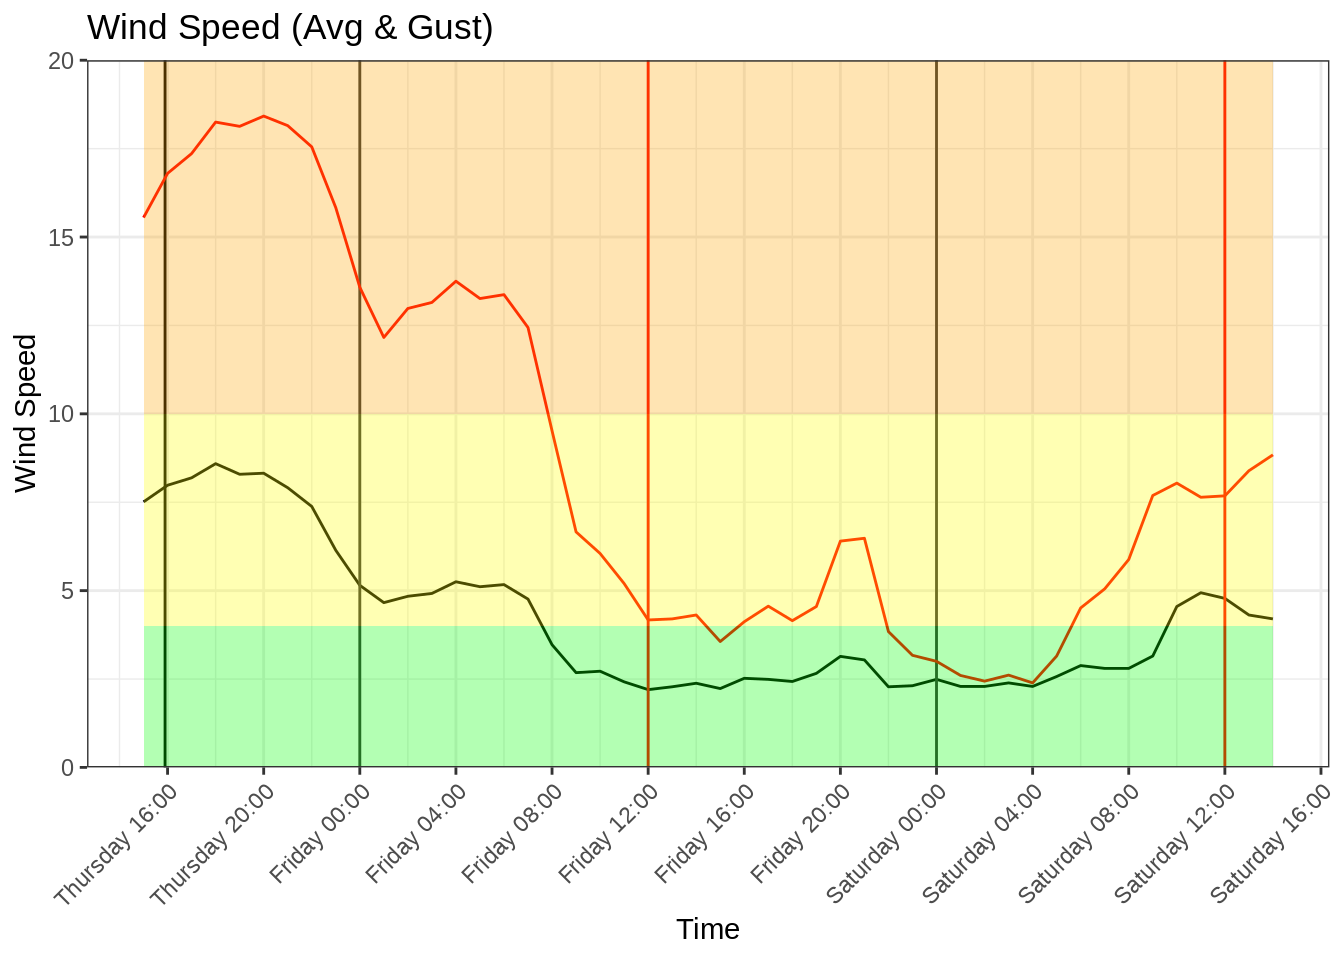 Wind Speed (Avg & Gust)
20
15
10
5
0
Wind Speed
Thursday 16:00
Thursday 20:00
Friday 00:00
Friday 04:00
Friday 08:00
Friday 12:00
Friday 16:00
Friday 20:00
Saturday 00:00
Saturday 04:00
Saturday 08:00
Saturday 12:00
Saturday 16:00
Time